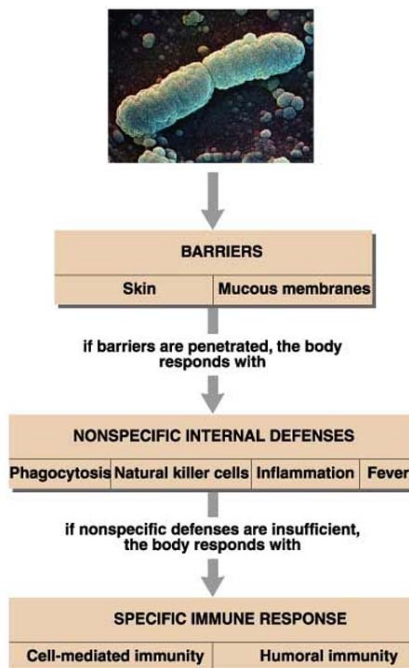 BARRIERS
Skin
Mucous membranes
if barriers are penetrated, the body
responds with
NONSPECIFIC INTERNAL DEFENSES
Phagocytosis
Natural killer cells
Inflammation
Fever
if nonspecific defenses are insufficient,
the body responds with
SPECIFIC IMMUNE RESPONSE
Cell-mediated immunity
Humoral immunity